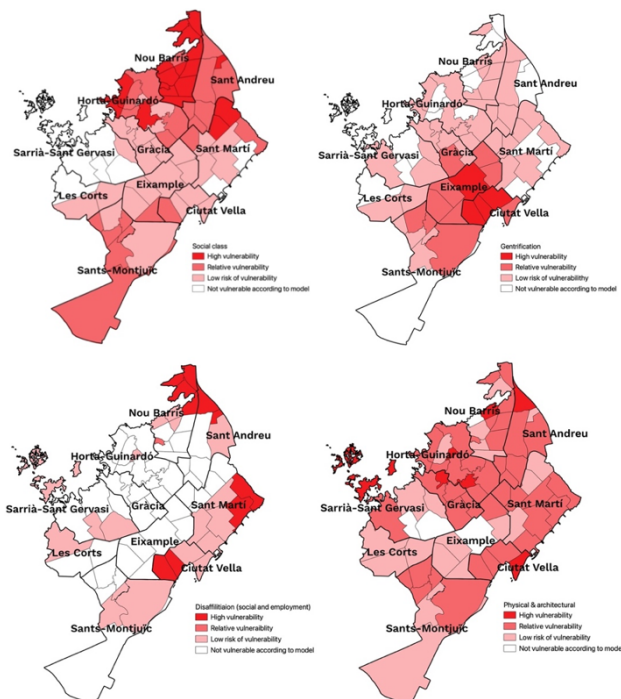 Nou Barris
Sant Andreu
Horta-Guinardó
Sarrià-Sant Gervasi
Gràcia
Sant Martí
Les Corts
Eixample
Ciutat Vella
Sants-Montjuïc
Social class
High vulnerability
Relative vulnerability
Low risk of vulnerability
Not vulnerable according to model
Nou Barris
Sant Andreu
Horta-Guinardó
Sarrià-Sant Gervasi
Gràcia
Sant Martí
Les Corts
Eixample
Ciutat Vella
Sants-Montjuïc
Gentrification
High vulnerability
Relative vulnerability
Low risk of vulnerabilithy
Not vulnerable according to model
Nou Barris
Sant Andreu
Horta-Guinardó
Sarrià-Sant Gervasi
Gràcia
Sant Martí
Les Corts
Eixample
Ciutat Vella
Sants-Montjuïc
Disaffilitaion (social and employment)
High vulnerability
Relative vulneraiblity
Low risk of vulnerability
Not vulnerable according to model
Nou Barris
Sant Andreu
Horta-Guinardó
Sarrià-Sant Gervasi
Gràcia
Sant Martí
Les Corts
Eixample
Ciutat Vella
Sants-Montjuïc
Physical & architectural
High vulnerability
Relative vulnerability
Low risk of vulnerability
Not vulnerable according to model